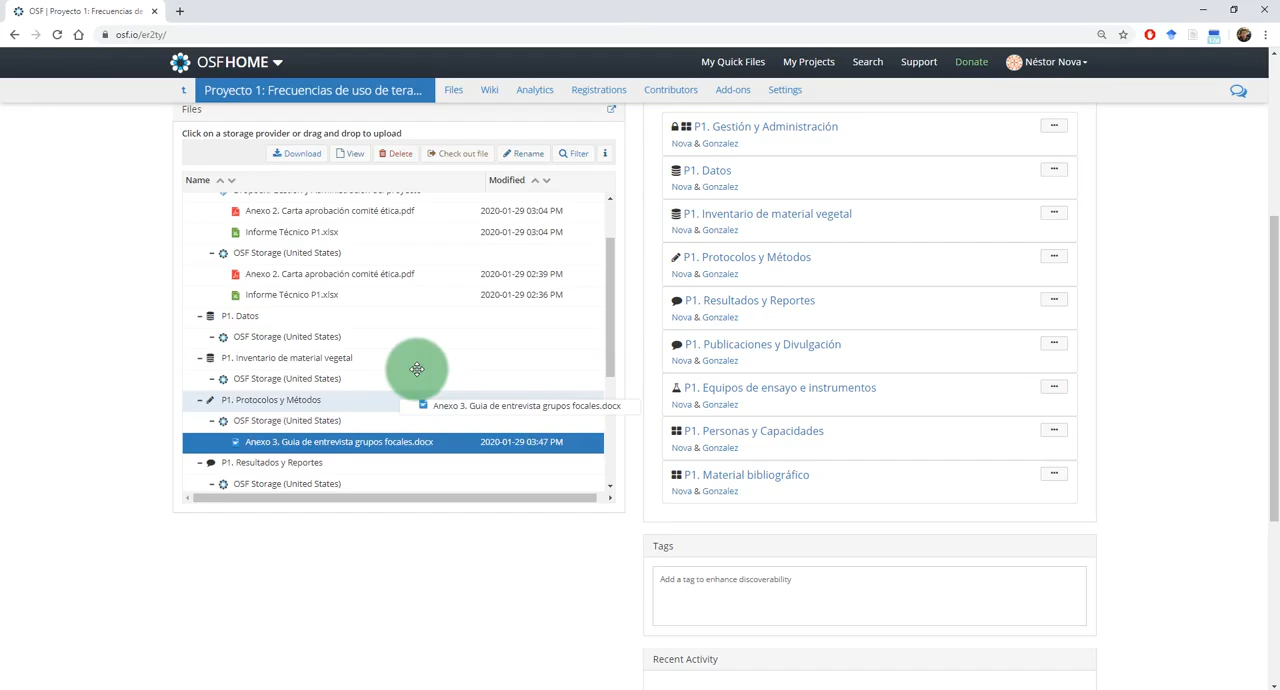 OSF | Proyecto 1: Frecuencias de
osf.io/er2ty/
OSFHOME
My Quick Files
My Projects
Search
Support
Donate
Néstor Nova
Proyecto 1: Frecuencias de uso de tera...
Files
Wiki
Analytics
Registrations
Contributors
Add-ons
Settings
Files
Click on a storage provider or drag and drop to upload
Download
View
Delete
Check out file
Rename
Filter
Name
Modified
Anexo 2. Carta aprobación comité ética.pdf 2020-01-29 03:04 PM
Informe Técnico P1.xlsx 2020-01-29 03:04 PM
OSF Storage (United States)
Anexo 2. Carta aprobación comité ética.pdf 2020-01-29 02:39 PM
Informe Técnico P1.xlsx 2020-01-29 02:36 PM
P1. Datos
OSF Storage (United States)
P1. Inventario de material vegetal
OSF Storage (United States)
P1. Protocolos y Métodos
Anexo 3. Guia de entrevista grupos focales.docx
OSF Storage (United States)
Anexo 3. Guia de entrevista grupos focales.docx 2020-01-29 03:47 PM
P1. Resultados y Reportes
OSF Storage (United States)
P1. Gestión y Administración
Nova & Gonzalez
P1. Datos
Nova & Gonzalez
P1. Inventario de material vegetal
Nova & Gonzalez
P1. Protocolos y Métodos
Nova & Gonzalez
P1. Resultados y Reportes
Nova & Gonzalez
P1. Publicaciones y Divulgación
Nova & Gonzalez
P1. Equipos de ensayo e instrumentos
Nova & Gonzalez
P1. Personas y Capacidades
Nova & Gonzalez
P1. Material bibliográfico
Nova & Gonzalez
Tags
Add a tag to enhance discoverability
Recent Activity